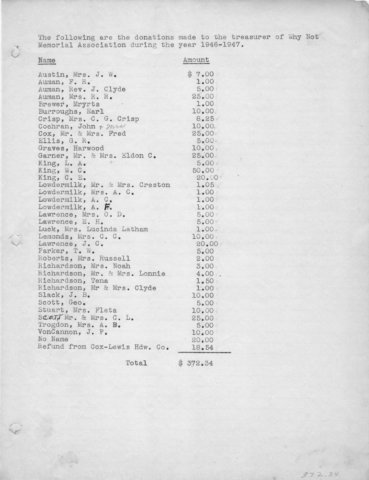 The following are the donations made to the treasurer of Why Not
Memorial Association during the year 1946-1947.
Name Amount
Austin, Mrs. J. W. $ 7.00
Auman, F. E. 1.00
Auman, Rev. J. Clyde 5.00
Auman, Mrs. E. E. 25.00
Brewer, Myrta 1.00
Burroughs, Earl 10.00
Crisp, Mrs. C. G. Crisp 6.25
Cochran, John 10.00
Cox, Mr. & Mrs. Fred 25.00
Ellis, G. R. 5.00
Graves, Harwood 10.00
Garner, Mr. & Mrs. Eldon C. 25.00
King, L. A. 5.00
King, W. C. 50.00
King, C. E. 20.00
Lowdermilk, Mr. & Mrs. Creston 1.05
Lowdermilk, Mrs. A. C. 1.00
Lowdermilk, A. C. 1.00
Lowdermilk, A. F. 1.00
Lawrence, Mrs. O. D. 5.00
Lawrence, H. H. 5.00
Luck, Mrs. Lucinda Latham 1.00
Lemonds, Mrs. C. C. 10.00
Lawrence, J. C. 20.00
Parker, T. W. 5.00
Roberts, Mrs. Russell 2.00
Richardson, Mrs. Noah 3.00
Richardson, Mr. & Mrs. Lonnie 4.00
Richardson, Vena 1.50
Richardson, Mr & Mrs. Clyde 1.00
Slack, J. B. 10.00
Scott, Geo. 5.00
Stuart, Mrs. Fleta 10.00
Scott Mr. & Mrs. C. L. 25.00
Trogdon, Mrs. A. B. 5.00
VonCannon, J. F. 10.00
No Name 20.00
Refund from Cox-Lewis Hdw. Co. 18.54
Total $ 372.34
372.34